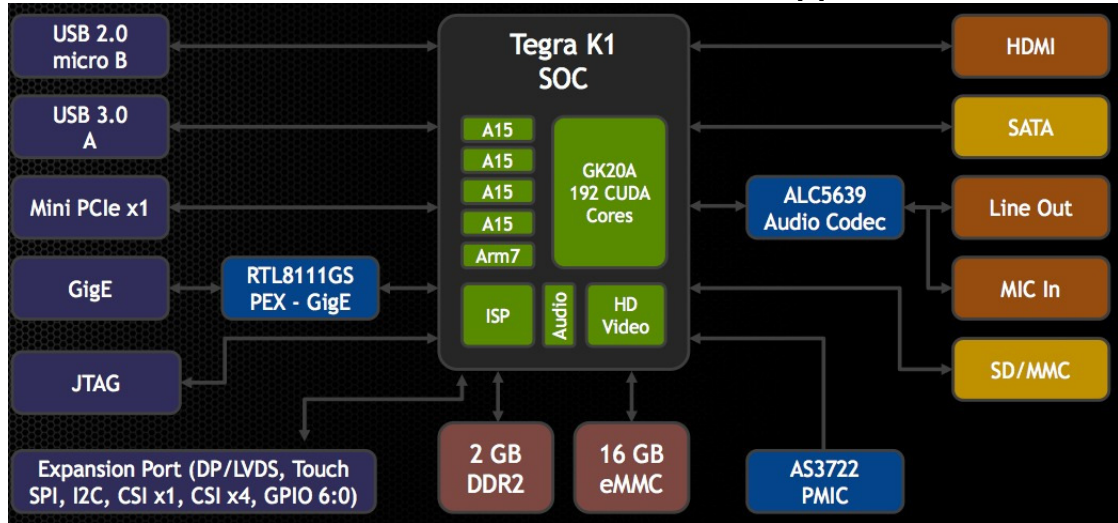 USB 2.0
micro B
USB 3.0
A
Mini PCIe x1
GigE
RTL8111GS
PEX - GigE
JTAG
Expansion Port (DP/LVDS, Touch
SPI, I2C, CSI x1, CSI x4, GPIO 6:0)
Tegra K1
SOC
A15
A15
A15
A15
Arm7
GK20A
192 CUDA
Cores
ISP
Audio
HD
Video
2 GB
DDR2
16 GB
eMMC
ALC5639
Audio Codec
AS3722
PMIC
HDMI
SATA
Line Out
MIC In
SD/MMC